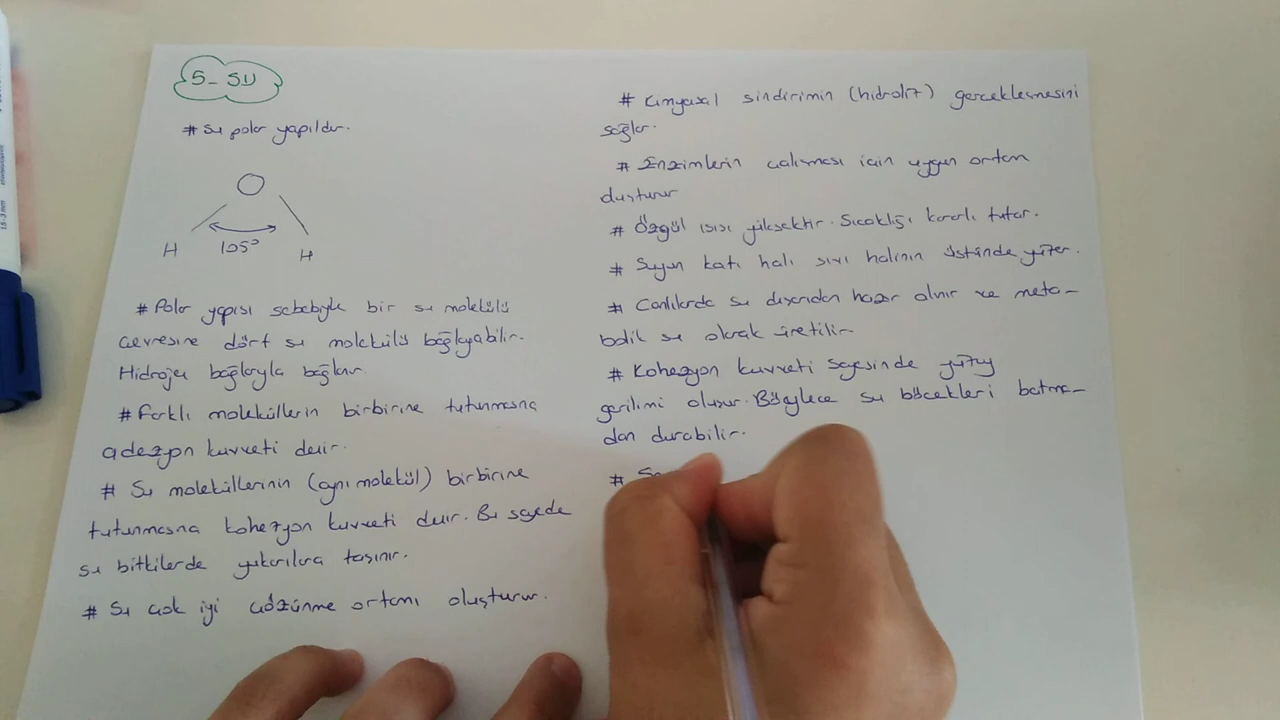 5- SU
# Su polar yapılıdır.
O
H 105° H
# Polar yapısı sebebiyle bir su molekülü
çevresine dört su molekülü bağlayabilir.
Hidrojen bağlarıyla bağlanır
# Farklı moleküllerin birbirine tutunmasına
adezyon kuvveti denir.
# Su moleküllerinin (aynı molekül) birbirine
tutunmasına kohezyon kuvveti denir. Bu sayede
su bitkilerde yukarılara taşınır.
# Su çok iyi çözünme ortamı oluşturur.
# Kimyasal sindirimin (hidroliz) gerçekleşmesini
sağlar.
# Enzimlerin çalışması için uygun ortam
oluşturur
# Özgül ısısı yüksektir. Sıcaklığı kararlı tutar.
# Suyun katı hali sıvı halinin üstünde yüzer.
# Canlılarda su dışarıdan hazır alınır ve meta-
bolik su olarak üretilir.
# Kohezyon kuvveti sayesinde yüzey
gerilimi oluşur. Böylece su böcekleri batma-
dan durabilir.
#